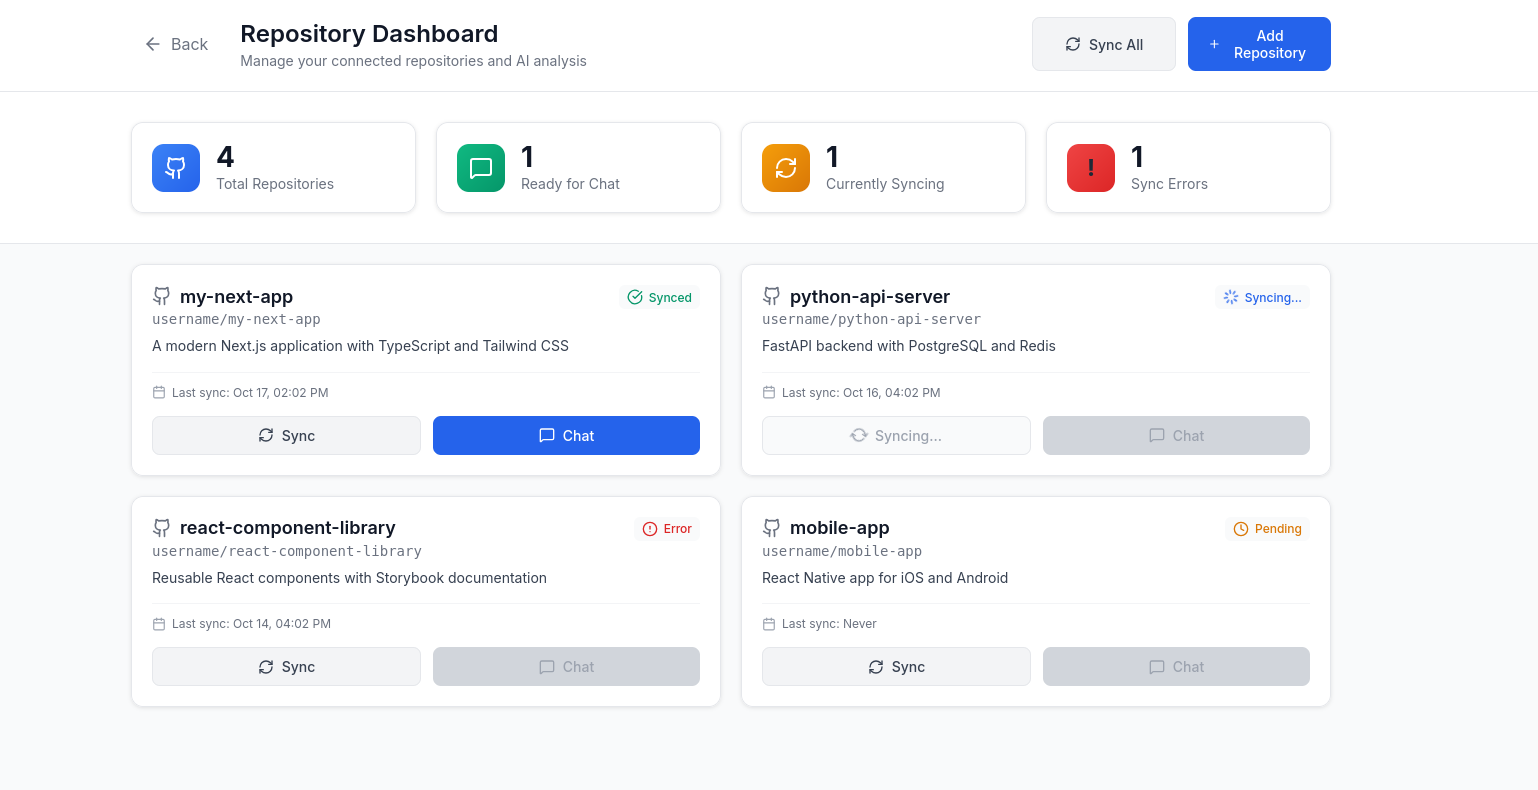 Back
Repository Dashboard
Manage your connected repositories and AI analysis
Sync All
Add
Repository
4
Total Repositories
1
Ready for Chat
1
Currently Syncing
!
1
Sync Errors
my-next-app
Synced
username/my-next-app
A modern Next.js application with TypeScript and Tailwind CSS
Last sync: Oct 17, 02:02 PM
Sync
Chat
python-api-server
Syncing...
username/python-api-server
FastAPI backend with PostgreSQL and Redis
Last sync: Oct 16, 04:02 PM
Syncing...
Chat
react-component-library
Error
username/react-component-library
Reusable React components with Storybook documentation
Last sync: Oct 14, 04:02 PM
Sync
Chat
mobile-app
Pending
username/mobile-app
React Native app for iOS and Android
Last sync: Never
Sync
Chat